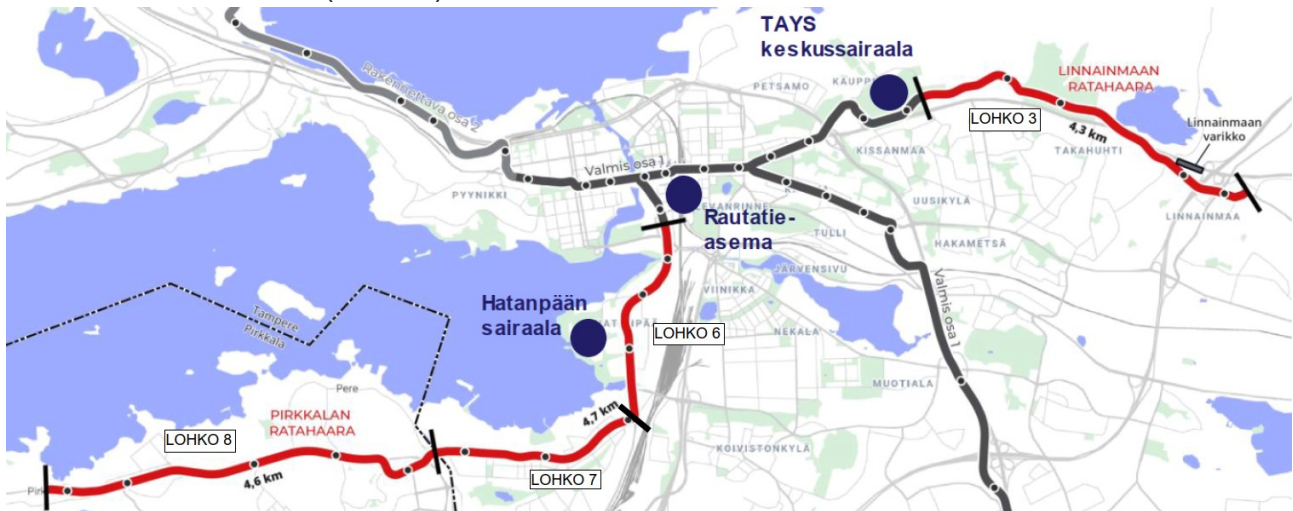 TAYS
keskussairaala
PETSAMO
KAUPPI
LINNAINMAAN
RATAHAARA
LOHKO 3
4,3 km
Linnainmaan
varikko
Rakennettava osa 2
KISSANMAA
TAKAHUHTI
Valmis osa 1
PYYNIKKI
Rautatie-
asema
UUSIKYLÄ
LINNAINMAA
TULLI
HAKAMETSÄ
JÄRVENSIVU
VIINIKKA
Valmis osa 1
Hatanpään
sairaala
Tampere
Pirkkala
LOHKO 6
NEKALA
MUOTIALA
Pere
PIRKKALAN
RATAHAARA
4,7 km
LOHKO 8
KOIVISTONKYLÄ
4,6 km
LOHKO 7